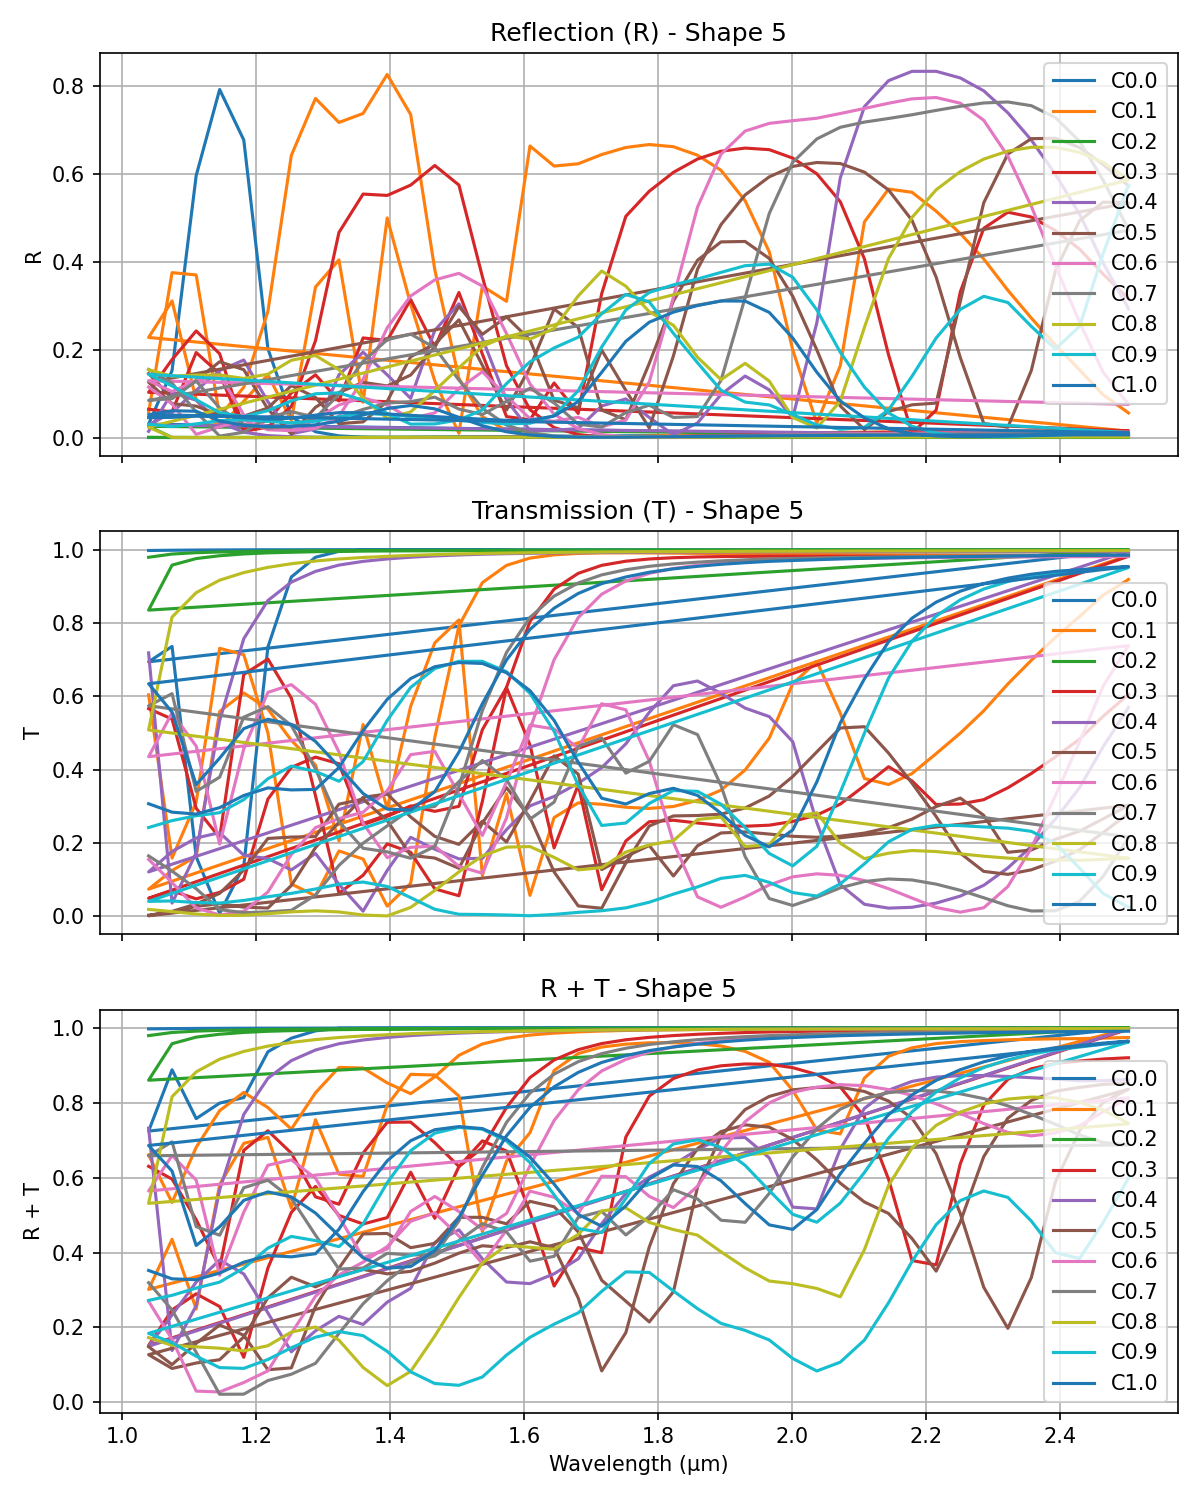 Reflection (R) - Shape 5
0.8
0.6
0.4
0.2
0.0
R
C0.0
C0.1
C0.2
C0.3
C0.4
C0.5
C0.6
C0.7
C0.8
C0.9
C1.0
Transmission (T) - Shape 5
1.0
0.8
0.6
0.4
0.2
0.0
T
C0.0
C0.1
C0.2
C0.3
C0.4
C0.5
C0.6
C0.7
C0.8
C0.9
C1.0
R + T - Shape 5
1.0
0.8
0.6
0.4
0.2
0.0
R + T
C0.0
C0.1
C0.2
C0.3
C0.4
C0.5
C0.6
C0.7
C0.8
C0.9
C1.0
1.0 1.2 1.4 1.6 1.8 2.0 2.2 2.4
Wavelength (μm)